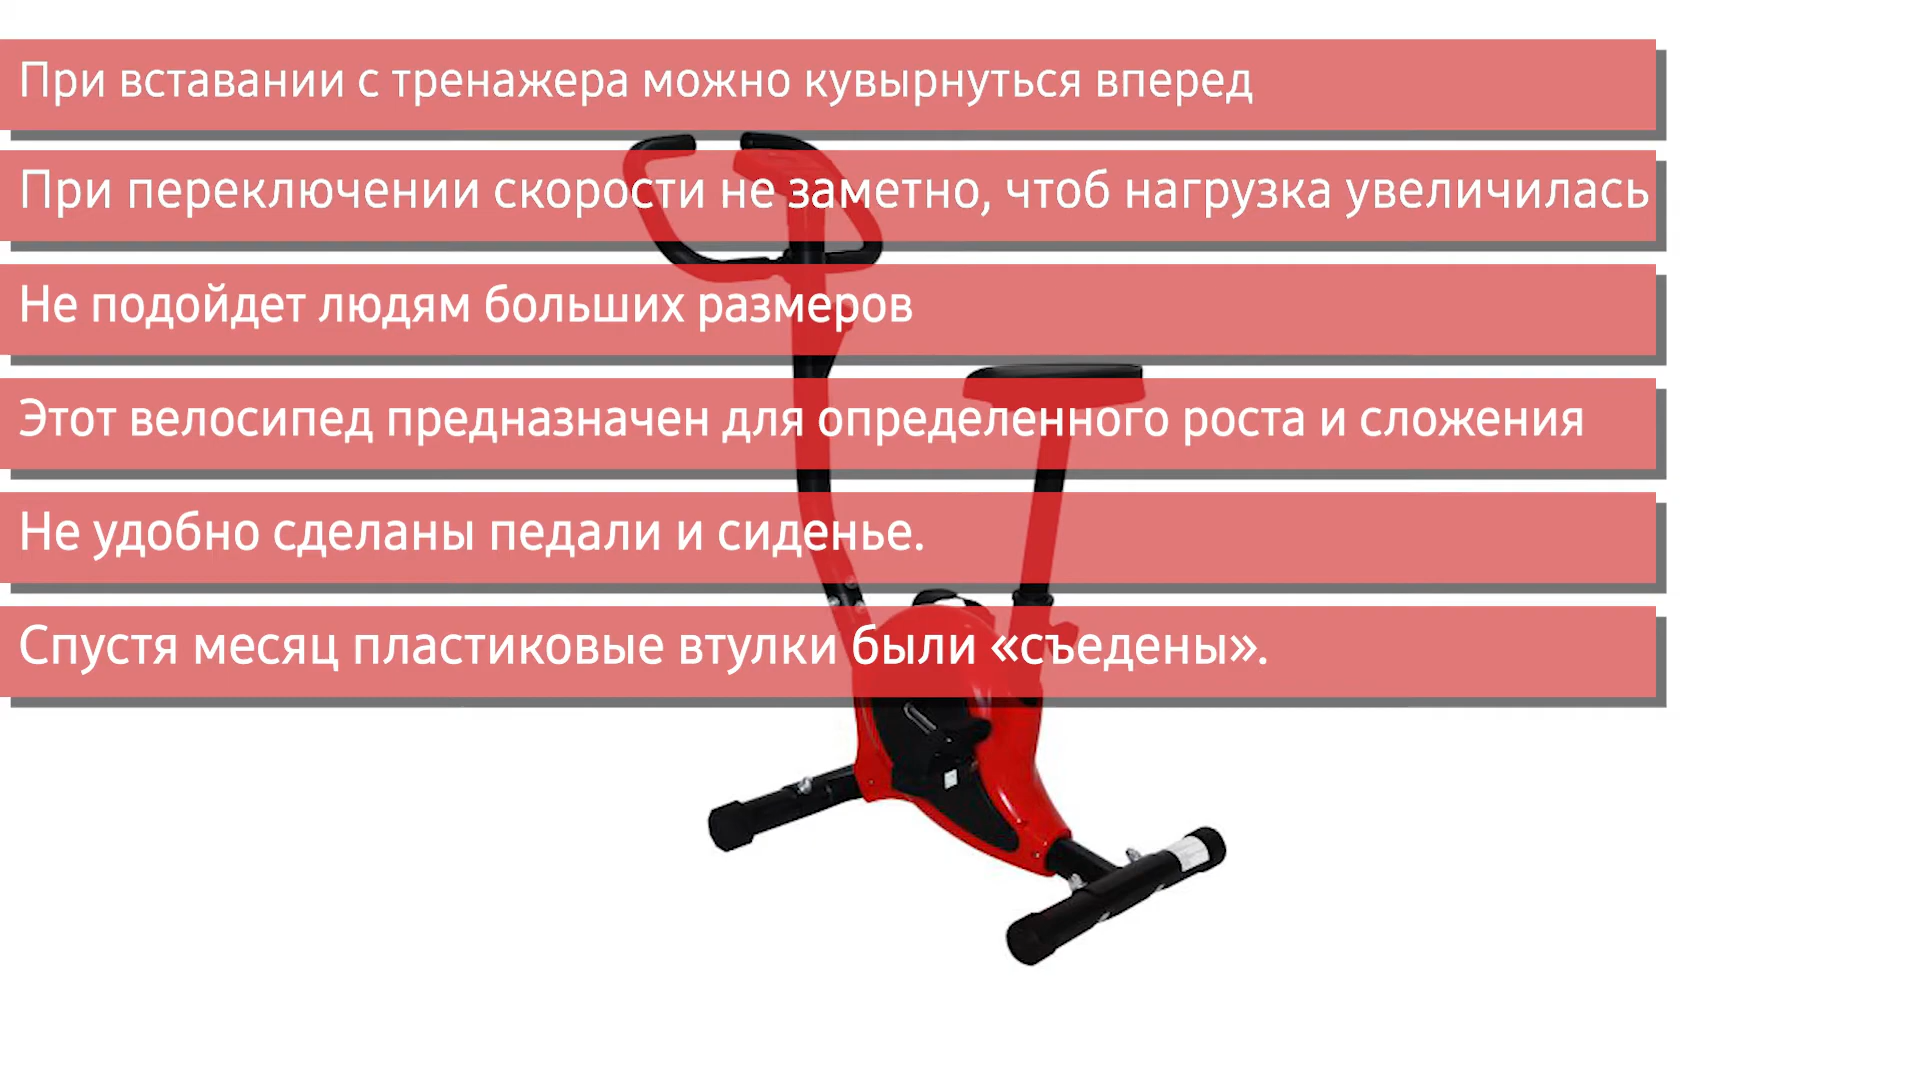 При вставании с тренажера можно кувырнуться вперед
При переключении скорости не заметно, чтоб нагрузка увеличилась
Не подойдет людям больших размеров
Этот велосипед предназначен для определенного роста и сложения
Не удобно сделаны педали и сиденье.
Спустя месяц пластиковые втулки были «съедены».